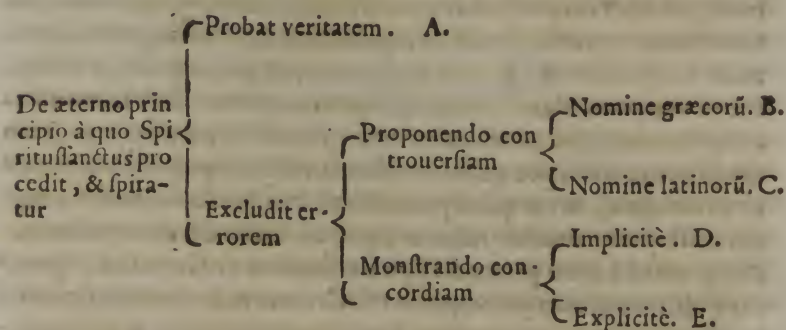 Probat veritatem. A.
De æterno prin
cipio à quo Spi
rituſſanctus pro
cedit, & ſpira-
tur
Excludit er-
rorem
Proponendo con
trouerſiam
Nomine græcorũ. B.
Nomine latinorũ. C.
Monſtrando con-
cordiam
Implicitè. D.
Explicitè. E.